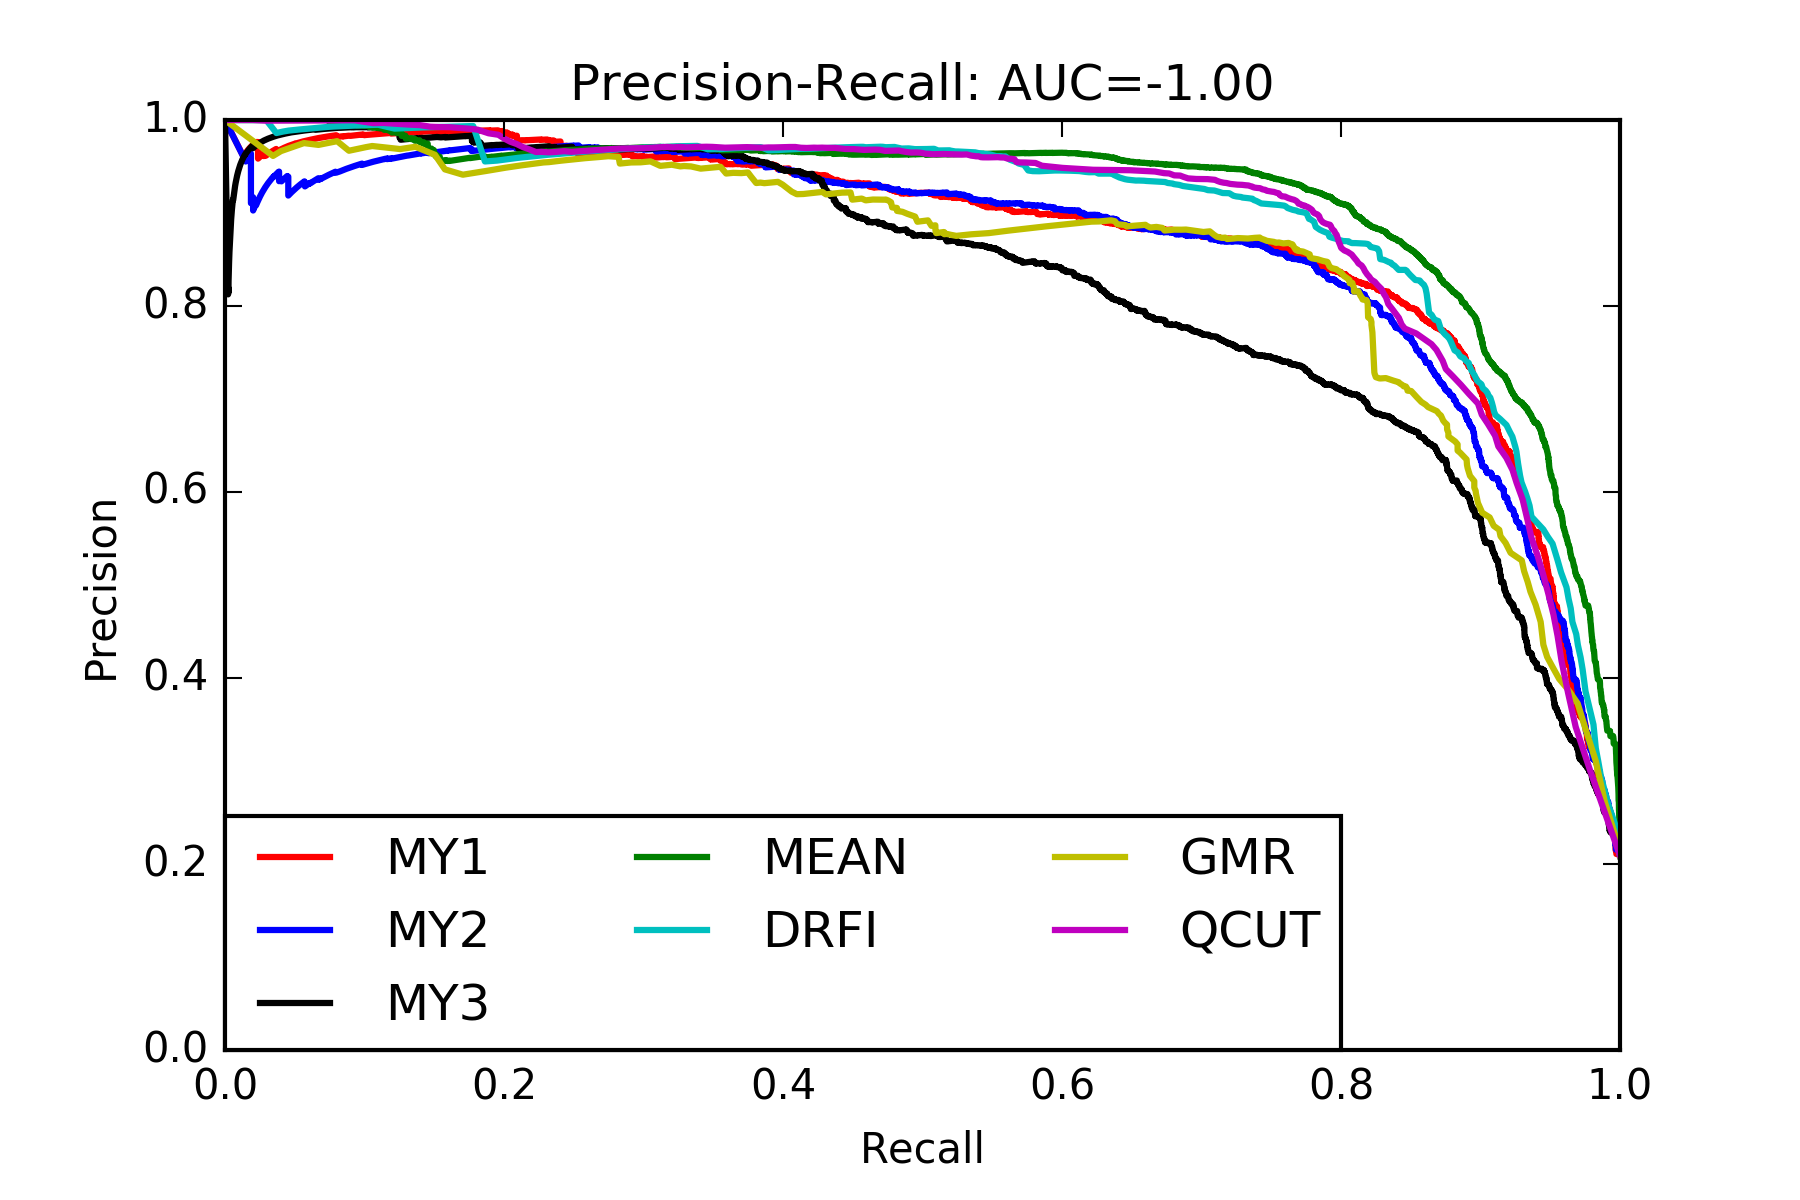 Precision-Recall: AUC=-1.00
1.0
0.8
0.6
0.4
0.2
0.0
Precision
MY1 MEAN GMR
MY2 DRFI QCUT
MY3
0.0 0.2 0.4 0.6 0.8 1.0
Recall